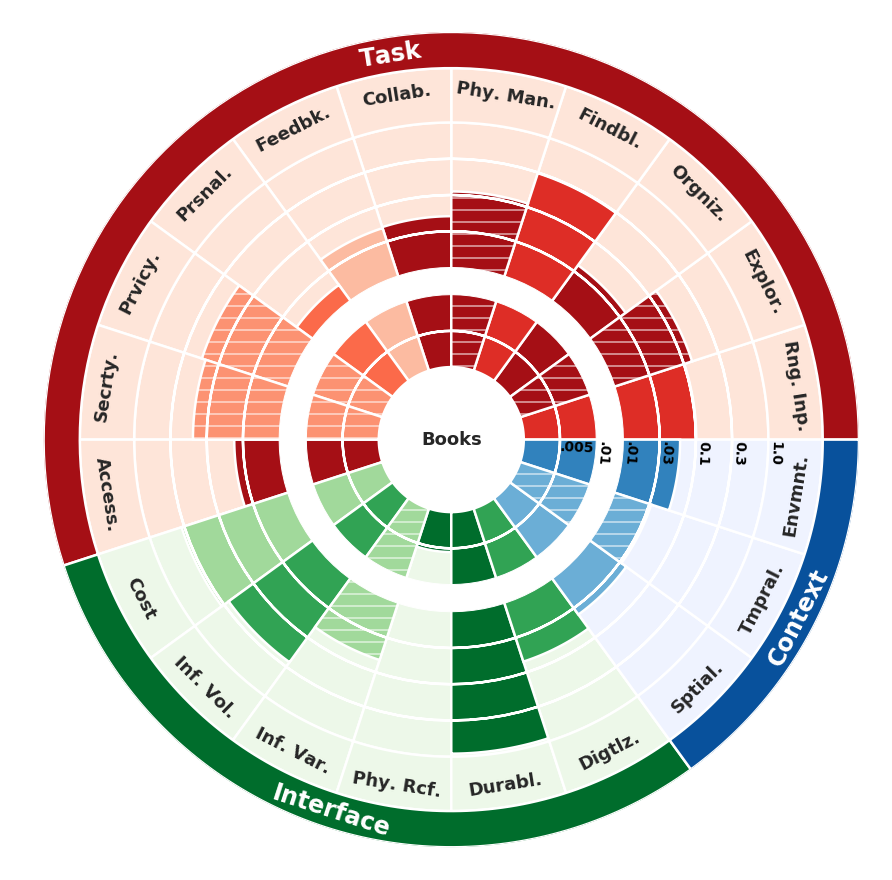 Task
Collab.
Phy. Man.
Feedbk.
Findbl.
Prsnal.
Orgniz.
Prvicy.
Explor.
Secrty.
Rng. Inp.
Books
.005
.01
.01
.03
0.1
0.3
1.0
Access.
Envmnt.
Cost
Tmpral.
Context
Inf. Vol.
Sptial.
Inf. Var.
Digtlz.
Phy. Rcf.
Durabl.
Interface